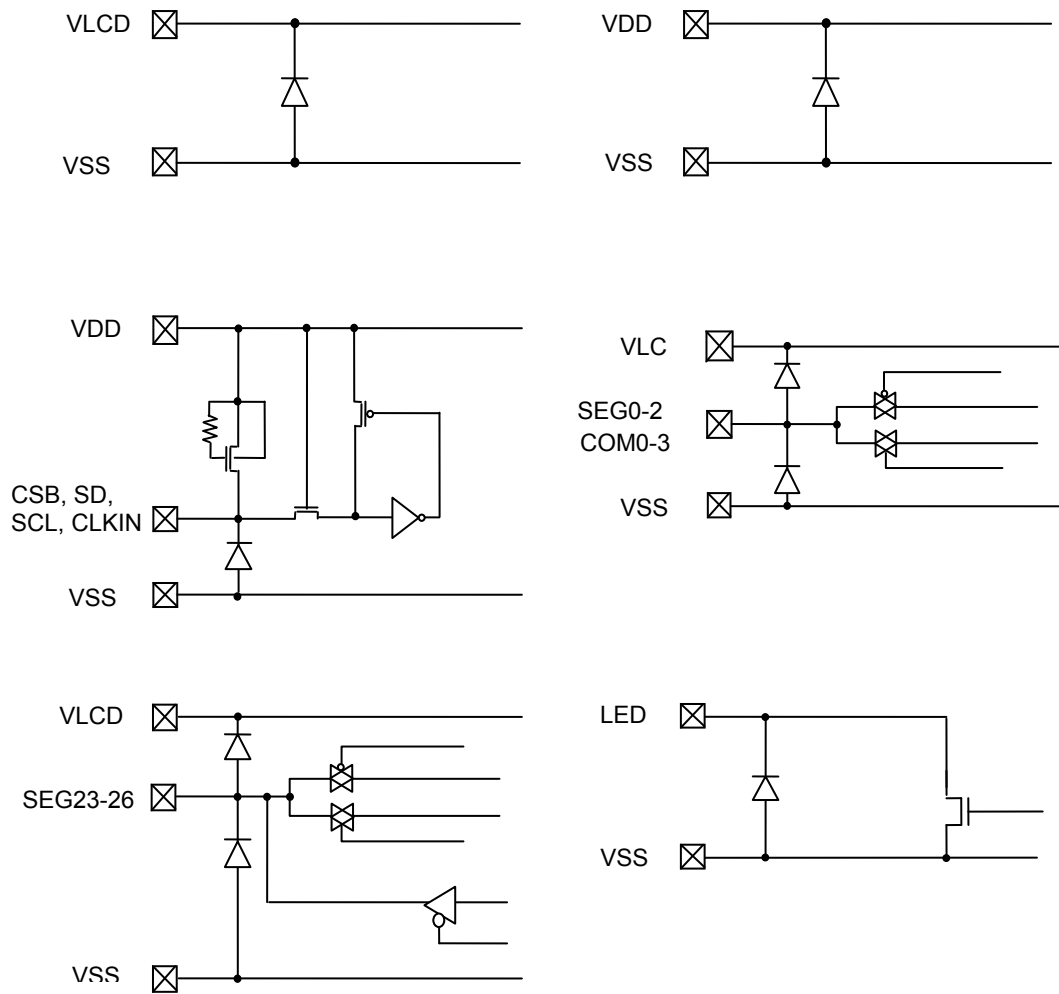 VLCD
VSS
VDD
VSS
VDD
CSB, SD,
SCL, CLKIN
VSS
VLC
SEG0-2
COM0-3
VSS
VLCD
SEG23-26
VSS
LED
VSS